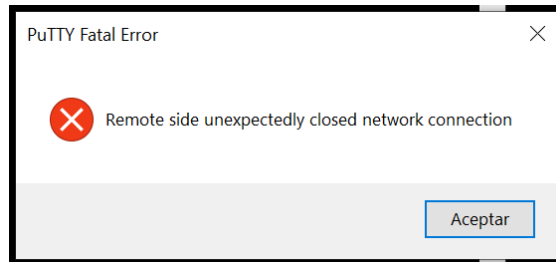 PuTTY Fatal Error
Remote side unexpectedly closed network connection
Aceptar